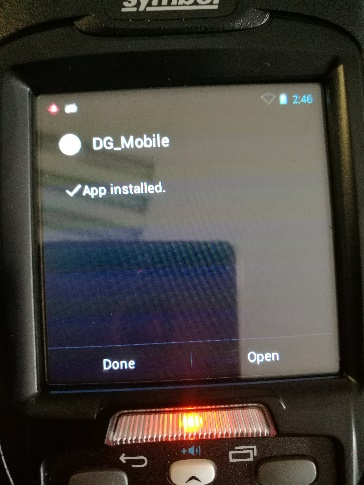 symbol
2:46
DG_Mobile
App installed.
Done
Open